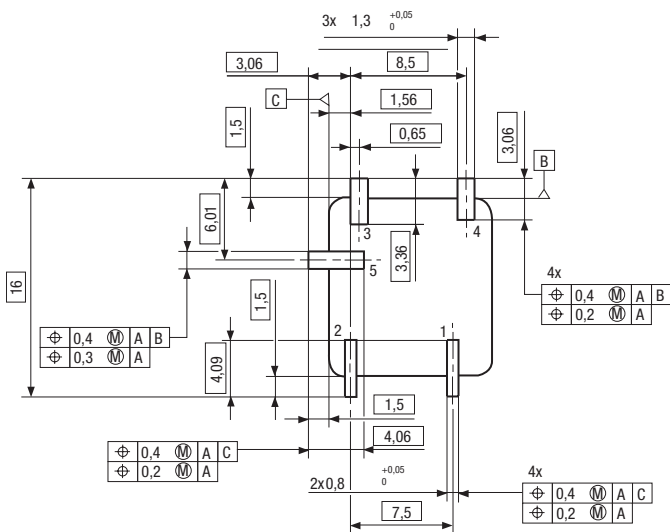 3x 1,3 +0,05
0
3,06
8,5
C
1,56
1,5
0,65
3,06
B
6,01
3
4
3,36
16
5
4x
⌖ 0,4 Ⓜ A B
⌖ 0,2 Ⓜ A
1,5
2
1
⌖ 0,4 Ⓜ A B
⌖ 0,3 Ⓜ A
4,09
1,5
4,06
⌖ 0,4 Ⓜ A C
⌖ 0,2 Ⓜ A
2x0,8 +0,05
0
4x
⌖ 0,4 Ⓜ A C
⌖ 0,2 Ⓜ A
7,5